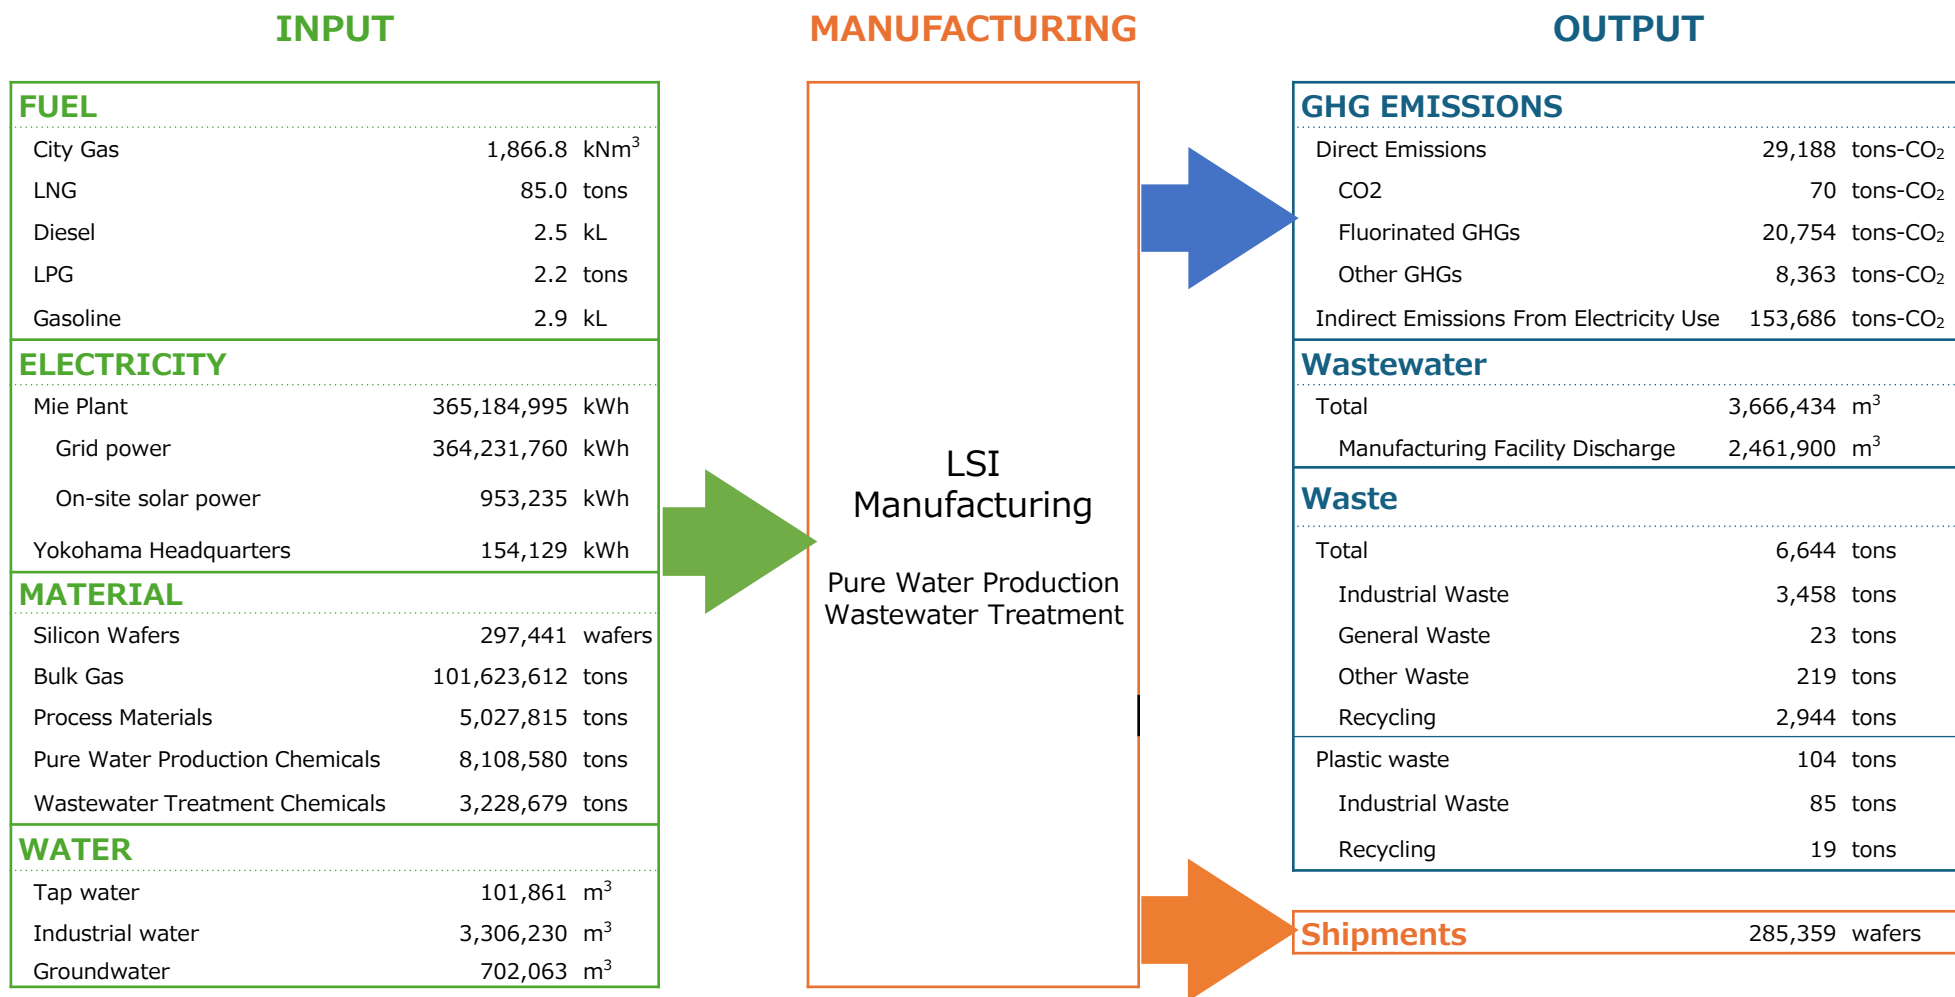 INPUT
MANUFACTURING
OUTPUT
FUEL
City Gas 1,866.8 kNm³
LNG 85.0 tons
Diesel 2.5 kL
LPG 2.2 tons
Gasoline 2.9 kL
ELECTRICITY
Mie Plant 365,184,995 kWh
Grid power 364,231,760 kWh
On-site solar power 953,235 kWh
Yokohama Headquarters 154,129 kWh
MATERIAL
Silicon Wafers 297,441 wafers
Bulk Gas 101,623,612 tons
Process Materials 5,027,815 tons
Pure Water Production Chemicals 8,108,580 tons
Wastewater Treatment Chemicals 3,228,679 tons
WATER
Tap water 101,861 m³
Industrial water 3,306,230 m³
Groundwater 702,063 m³
LSI
Manufacturing
Pure Water Production
Wastewater Treatment
GHG EMISSIONS
Direct Emissions 29,188 tons-CO₂
CO2 70 tons-CO₂
Fluorinated GHGs 20,754 tons-CO₂
Other GHGs 8,363 tons-CO₂
Indirect Emissions From Electricity Use 153,686 tons-CO₂
Wastewater
Total 3,666,434 m³
Manufacturing Facility Discharge 2,461,900 m³
Waste
Total 6,644 tons
Industrial Waste 3,458 tons
General Waste 23 tons
Other Waste 219 tons
Recycling 2,944 tons
Plastic waste 104 tons
Industrial Waste 85 tons
Recycling 19 tons
Shipments 285,359 wafers